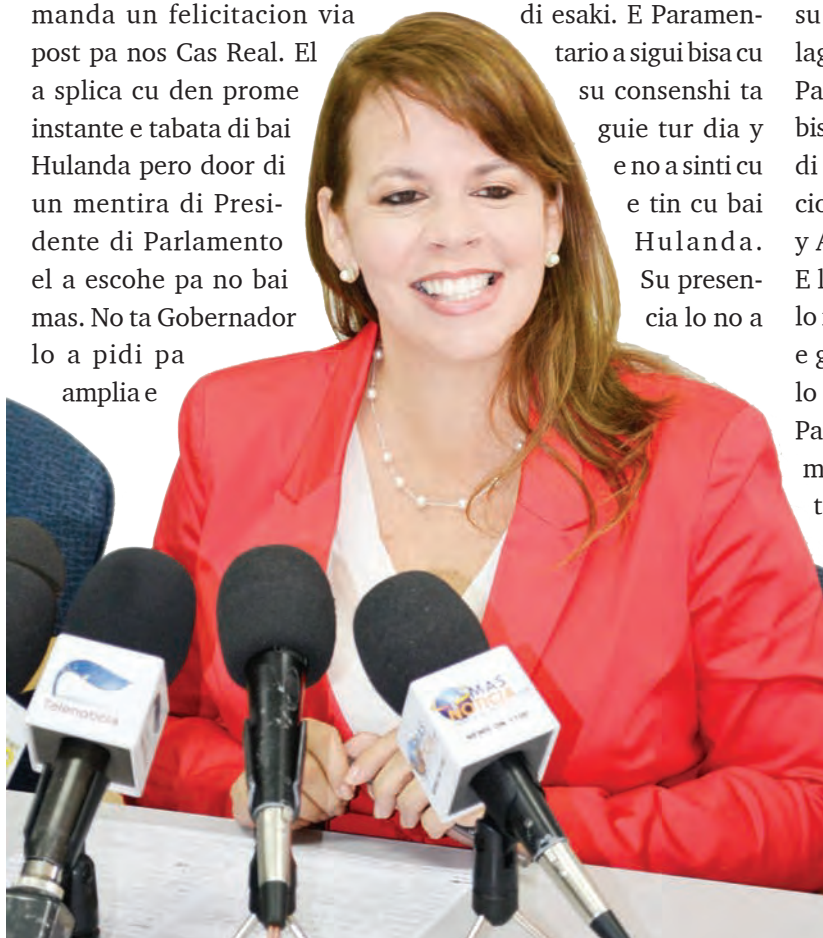 manda un felicitacion via
post pa nos Cas Real. El
a splica cu den prome
instante e tabata di bai
Hulanda pero door di
un mentira di Presi-
dente di Parlamento
el a escohe pa no bai
mas. No ta Gobernador
lo a pidi pa
amplia e
di esaki. E Paramen-
tario a sigui bisa cu
su consenshi ta
guie tur dia y
e no a sinti cu
e tin cu bai
Hulanda.
Su presen-
cia lo no a
su
Pa
di
y
E
lo
e
lo
Pa
Telenoticia
MAS
NOTICIA